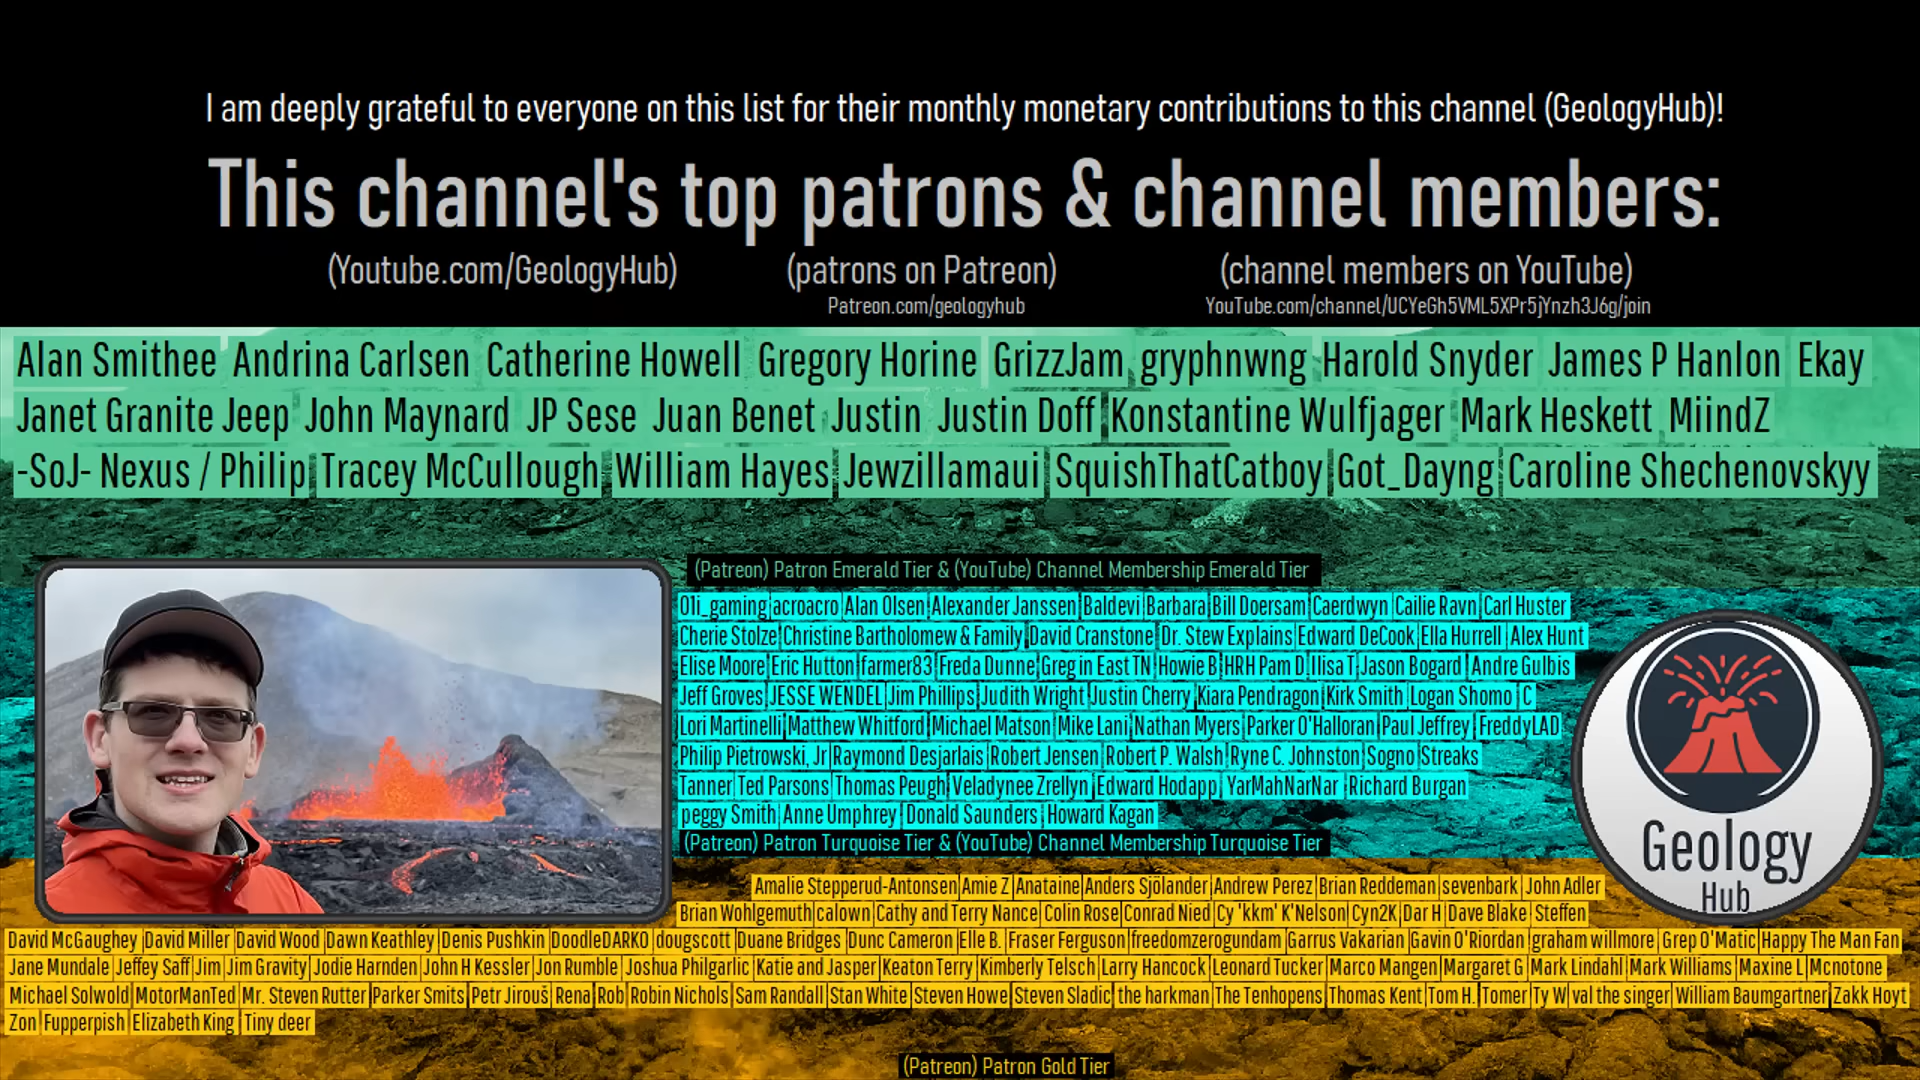 I am deeply grateful to everyone on this list for their monthly monetary contributions to this channel (GeologyHub)!
This channel's top patrons & channel members:
(Youtube.com/GeologyHub) (patrons on Patreon) (channel members on YouTube)
Patreon.com/geologyhub YouTube.com/channel/UCYeGh5VML5XPr5jYnzh3J6g/join
Alan Smithee Andrina Carlsen Catherine Howell Gregory Horine GrizzJam gryphnwng Harold Snyder James P Hanlon Ekay
Janet Granite Jeep John Maynard JP Sese Juan Benet Justin Justin Doff Konstantine Wulfjager Mark Heskett MiindZ
-SoJ- Nexus / Philip Tracey McCullough William Hayes Jewzillamaui SquishThatCatboy Got_Dayng Caroline Shechenovskyy
(Patreon) Patron Emerald Tier & (YouTube) Channel Membership Emerald Tier
01i_gaming acroacro Alan Olsen Alexander Janssen Baldevi Barbara Bill Doersam Caerdwyn Cailie Ravn Carl Huster
Cherie Stolze Christine Bartholomew & Family David Cranstone Dr. Stew Explains Edward DeCook Ella Hurrell Alex Hunt
Elise Moore Eric Hutton farmer83 Freda Dunne Greg in East TN Howie B HRH Pam D Ilisa T Jason Bogard Andre Gulbis
Jeff Groves JESSE WENDEL Jim Phillips Judith Wright Justin Cherry Kiara Pendragon Kirk Smith Logan Shomo C
Lori Martinelli Matthew Whitford Michael Matson Mike Lani Nathan Myers Parker O'Halloran Paul Jeffrey FreddyLAD
Philip Pietrowski, Jr Raymond Desjarlais Robert Jensen Robert P. Walsh Ryne C. Johnston Sogno Streaks
Tanner Ted Parsons Thomas Peugh Veladynee Zrellyn Edward Hodapp YarMahNarNar Richard Burgan
peggy Smith Anne Umphrey Donald Saunders Howard Kagan
(Patreon) Patron Turquoise Tier & (YouTube) Channel Membership Turquoise Tier
Geology
Hub
Amalie Stepperud-Antonsen Amie Z Anataine Anders Sjölander Andrew Perez Brian Reddeman sevenbark John Adler
Brian Wohlgemuth calown Cathy and Terry Nance Colin Rose Conrad Nied Cy 'kkm' K'Nelson Cyn2K Dar H Dave Blake Steffen
David McGaughey David Miller David Wood Dawn Keathley Denis Pushkin DoodleDARKO dougscott Duane Bridges Dunc Cameron Elle B. Fraser Ferguson freedomzerogundam Garrus Vakarian Gavin O'Riordan graham willmore Grep O'Matic Happy The Man Fan
Jane Mundale Jeffey Saff Jim Jim Gravity Jodie Harnden John H Kessler Jon Rumble Joshua Philgarlic Katie and Jasper Keaton Terry Kimberly Telsch Larry Hancock Leonard Tucker Marco Mangen Margaret G Mark Lindahl Mark Williams Maxine L Mcnotone
Michael Solwold MotorManTed Mr. Steven Rutter Parker Smits Petr Jirouš Rena Rob Robin Nichols Sam Randall Stan White Steven Howe Steven Sladic the harkman The Tenhopens Thomas Kent Tom H. Tomer Ty W val the singer William Baumgartner Zakk Hoyt
Zon Fupperpish Elizabeth King Tiny deer
(Patreon) Patron Gold Tier